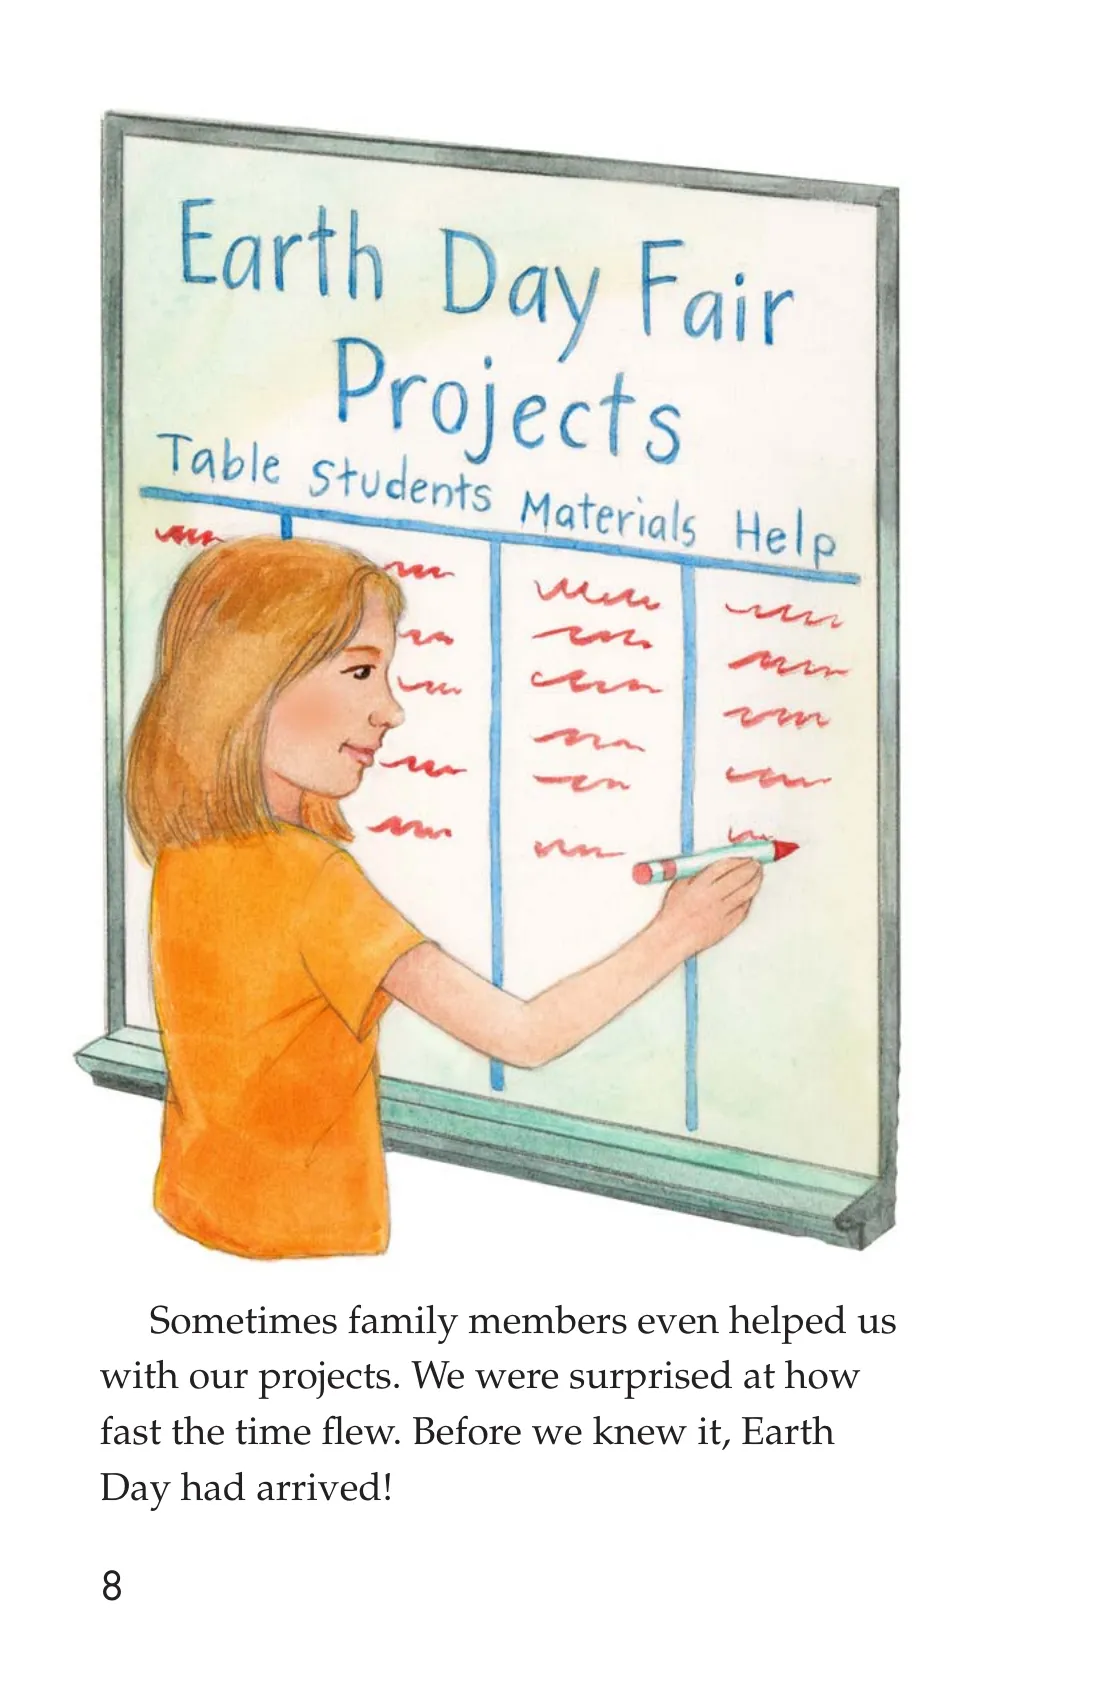 Earth Day Fair
Projects
Table Students Materials Help
Sometimes family members even helped us
with our projects. We were surprised at how
fast the time flew. Before we knew it, Earth
Day had arrived!
8